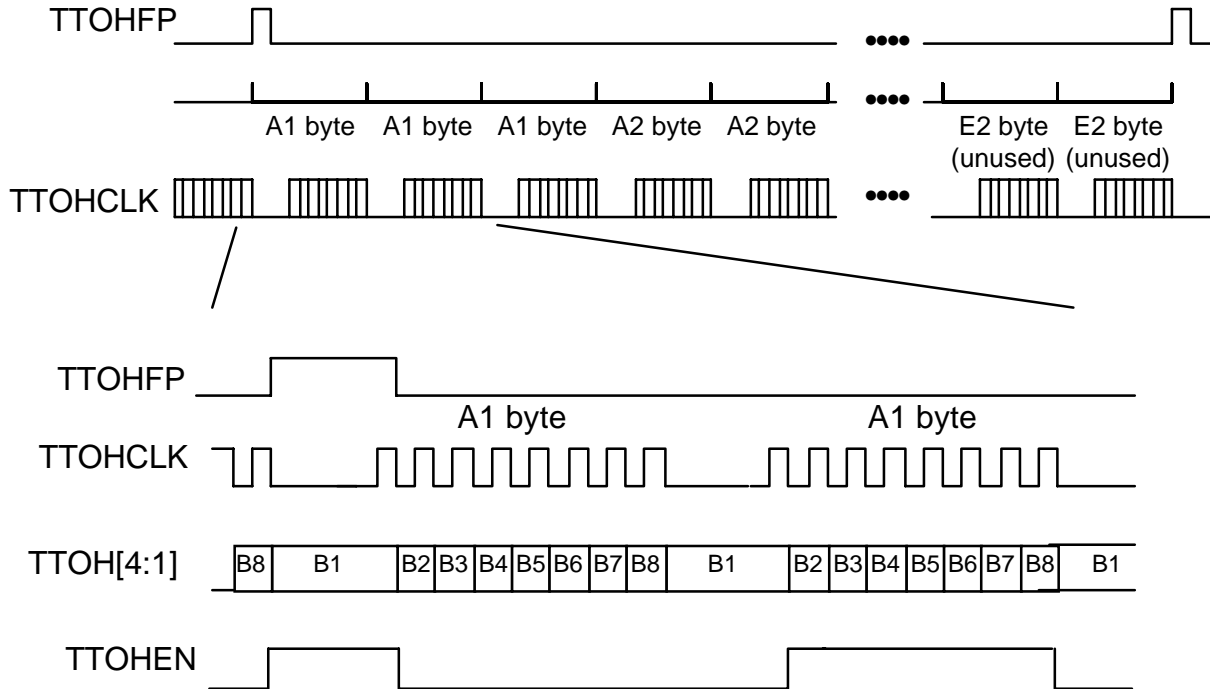 TTOHFP
A1 byte A1 byte A1 byte A2 byte A2 byte E2 byte E2 byte
(unused) (unused)
TTOHCLK
TTOHFP
A1 byte A1 byte
TTOHCLK
TTOH[4:1] B8 B1 B2 B3 B4 B5 B6 B7 B8 B1 B2 B3 B4 B5 B6 B7 B8 B1
TTOHEN